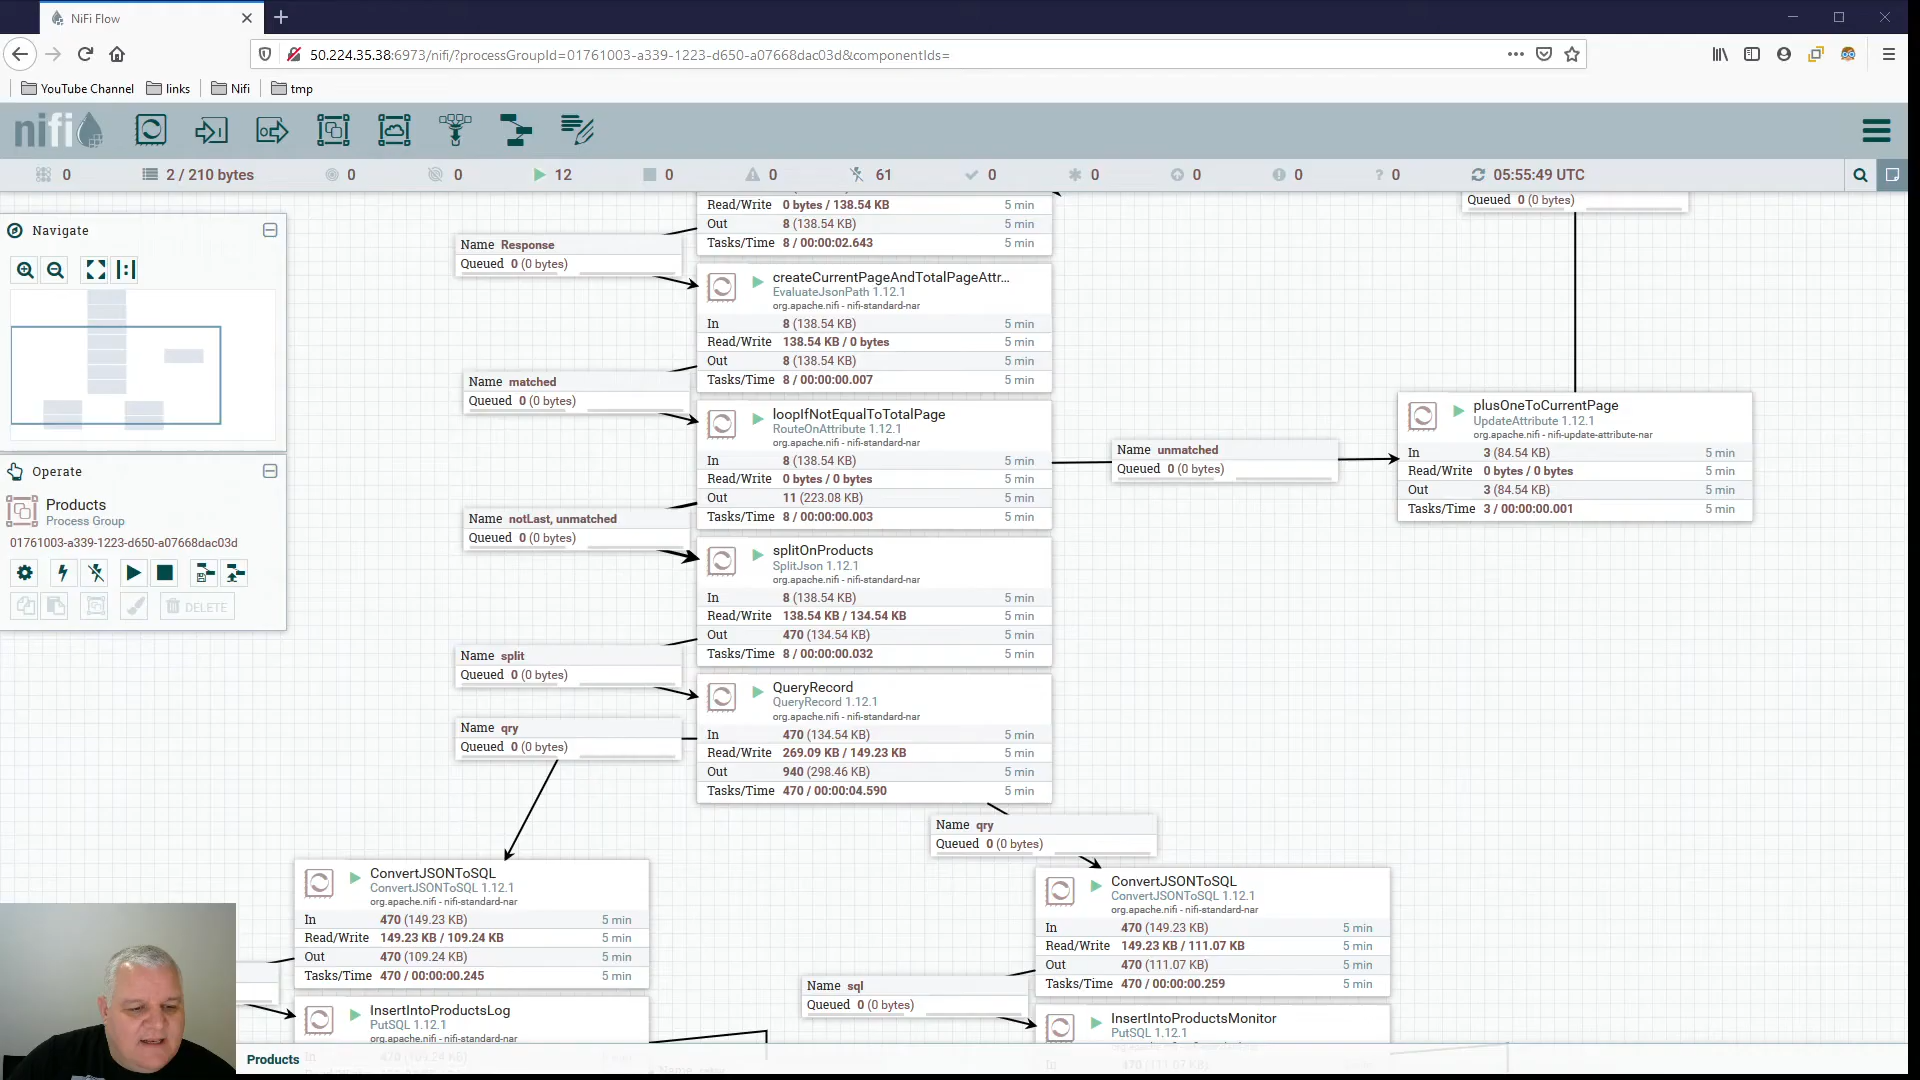 NiFi Flow
50.224.35.38:6973/nifi/?processGroupId=01761003-a339-1223-d650-a07668dac03d&componentIds=
YouTube Channel links Nifi tmp
nifi
0 2 / 210 bytes 0 0 12 0 0 61 0 0 0 0 ? 0 05:55:49 UTC
Navigate
Operate
Products
Process Group
01761003-a339-1223-d650-a07668dac03d
DELETE
Read/Write 0 bytes / 138.54 KB 5 min
Out 8 (138.54 KB) 5 min
Tasks/Time 8 / 00:00:02.643 5 min
Queued 0 (0 bytes)
Name Response
Queued 0 (0 bytes)
createCurrentPageAndTotalPageAttr...
EvaluateJsonPath 1.12.1
org.apache.nifi - nifi-standard-nar
In 8 (138.54 KB) 5 min
Read/Write 138.54 KB / 0 bytes 5 min
Out 8 (138.54 KB) 5 min
Tasks/Time 8 / 00:00:00.007 5 min
Name matched
Queued 0 (0 bytes)
loopIfNotEqualToTotalPage
RouteOnAttribute 1.12.1
org.apache.nifi - nifi-standard-nar
In 8 (138.54 KB) 5 min
Read/Write 0 bytes / 0 bytes 5 min
Out 11 (223.08 KB) 5 min
Tasks/Time 8 / 00:00:00.003 5 min
Name unmatched
Queued 0 (0 bytes)
plusOneToCurrentPage
UpdateAttribute 1.12.1
org.apache.nifi - nifi-update-attribute-nar
In 3 (84.54 KB) 5 min
Read/Write 0 bytes / 0 bytes 5 min
Out 3 (84.54 KB) 5 min
Tasks/Time 3 / 00:00:00.001 5 min
Name notLast, unmatched
Queued 0 (0 bytes)
splitOnProducts
SplitJson 1.12.1
org.apache.nifi - nifi-standard-nar
In 8 (138.54 KB) 5 min
Read/Write 138.54 KB / 134.54 KB 5 min
Out 470 (134.54 KB) 5 min
Tasks/Time 8 / 00:00:00.032 5 min
Name split
Queued 0 (0 bytes)
QueryRecord
QueryRecord 1.12.1
org.apache.nifi - nifi-standard-nar
In 470 (134.54 KB) 5 min
Read/Write 269.09 KB / 149.23 KB 5 min
Out 940 (298.46 KB) 5 min
Tasks/Time 470 / 00:00:04.590 5 min
Name qry
Queued 0 (0 bytes)
Name qry
Queued 0 (0 bytes)
ConvertJSONToSQL
ConvertJSONToSQL 1.12.1
org.apache.nifi - nifi-standard-nar
In 470 (149.23 KB) 5 min
Read/Write 149.23 KB / 109.24 KB 5 min
Out 470 (109.24 KB) 5 min
Tasks/Time 470 / 00:00:00.245 5 min
ConvertJSONToSQL
ConvertJSONToSQL 1.12.1
org.apache.nifi - nifi-standard-nar
In 470 (149.23 KB) 5 min
Read/Write 149.23 KB / 111.07 KB 5 min
Out 470 (111.07 KB) 5 min
Tasks/Time 470 / 00:00:00.259 5 min
Name sql
Queued 0 (0 bytes)
InsertIntoProductsLog
PutSQL 1.12.1
org.apache.nifi - nifi-standard-nar
InsertIntoProductsMonitor
PutSQL 1.12.1
org.apache.nifi - nifi-standard-nar
In 470 (109.24 KB) 5 min
In 470 (111.07 KB) 5 min
Products